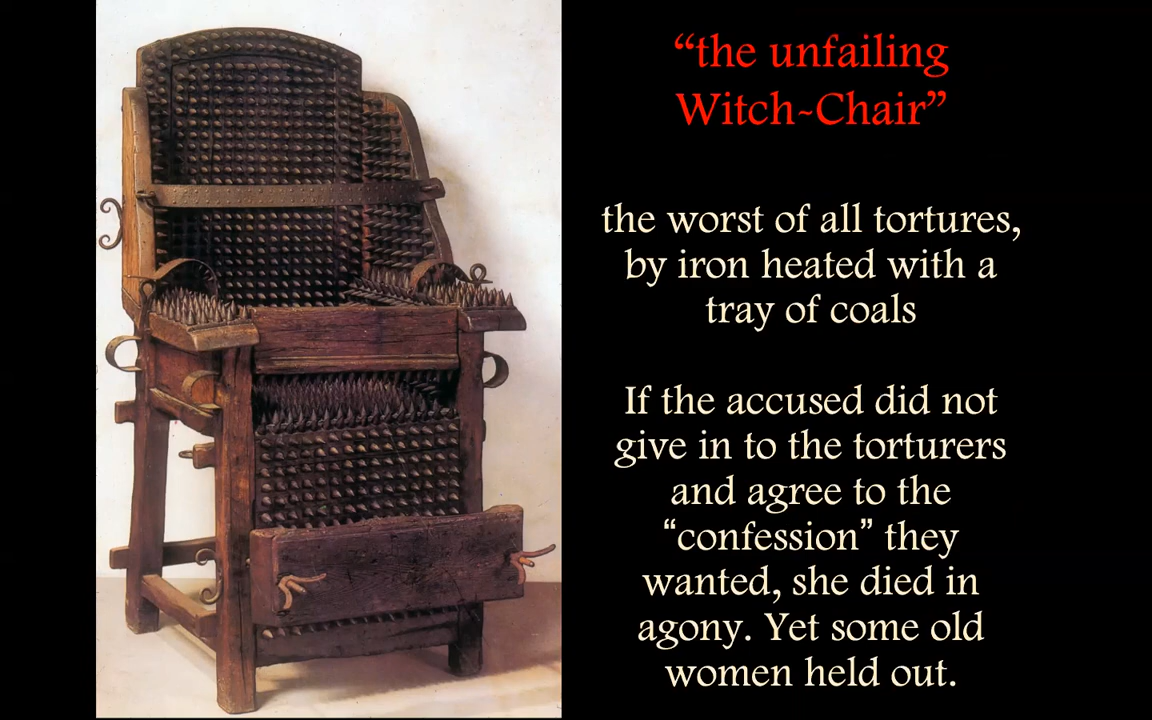 “the unfailing
Witch-Chair”
the worst of all tortures,
by iron heated with a
tray of coals
If the accused did not
give in to the torturers
and agree to the
“confession” they
wanted, she died in
agony. Yet some old
women held out.